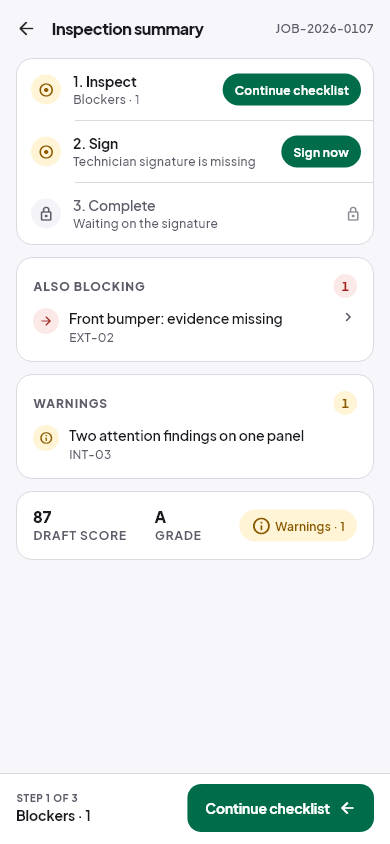 Inspection summary
JOB-2026-0107
1. Inspect
Blockers · 1
Continue checklist
2. Sign
Technician signature is missing
Sign now
3. Complete
Waiting on the signature
ALSO BLOCKING
1
Front bumper: evidence missing
EXT-02
WARNINGS
1
Two attention findings on one panel
INT-03
87
DRAFT SCORE
A
GRADE
Warnings · 1
STEP 1 OF 3
Blockers · 1
Continue checklist